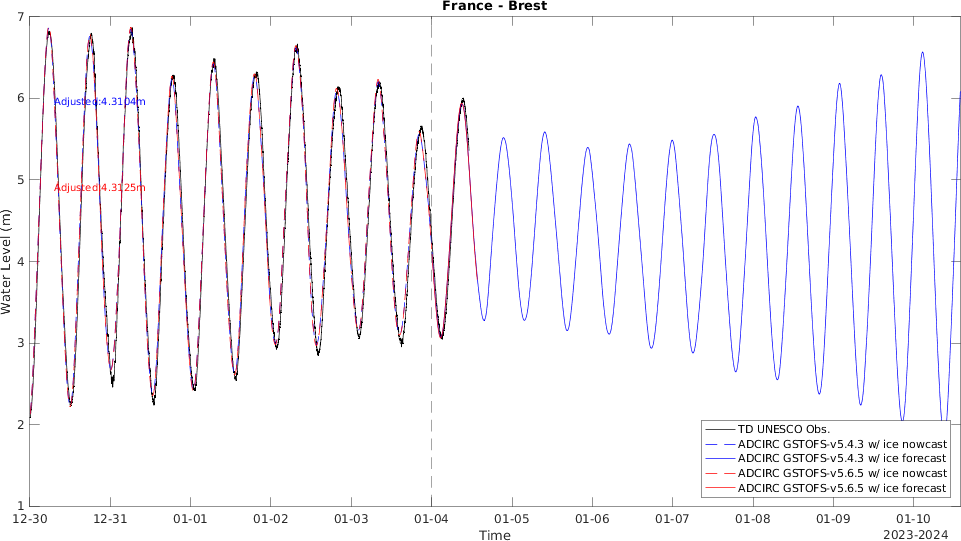 France - Brest
7
6
5
4
3
2
1
Water Level (m)
Adjusted:4.3104m
Adjusted:4.3125m
TD UNESCO Obs.
ADCIRC GSTOFS-v5.4.3 w/ ice nowcast
ADCIRC GSTOFS-v5.4.3 w/ ice forecast
ADCIRC GSTOFS-v5.6.5 w/ ice nowcast
ADCIRC GSTOFS-v5.6.5 w/ ice forecast
12-30 12-31 01-01 01-02 01-03 01-04 01-05 01-06 01-07 01-08 01-09 01-10
Time
2023-2024